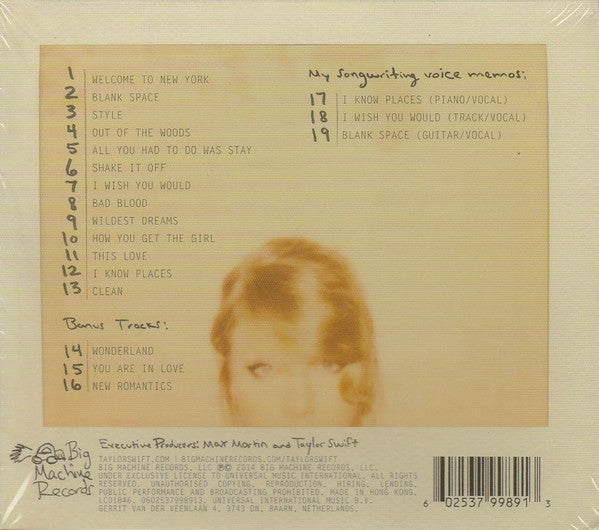 1 WELCOME TO NEW YORK
2 BLANK SPACE
3 STYLE
4 OUT OF THE WOODS
5 ALL YOU HAD TO DO WAS STAY
6 SHAKE IT OFF
7 I WISH YOU WOULD
8 BAD BLOOD
9 WILDEST DREAMS
10 HOW YOU GET THE GIRL
11 THIS LOVE
12 I KNOW PLACES
13 CLEAN
Bonus Tracks:
14 WONDERLAND
15 YOU ARE IN LOVE
16 NEW ROMANTICS
My songwriting voice memos:
17 I KNOW PLACES (PIANO/VOCAL)
18 I WISH YOU WOULD (TRACK/VOCAL)
19 BLANK SPACE (GUITAR/VOCAL)
Big
Machine
Records
Executive Producers: Max Martin and Taylor Swift
TAYLORSWIFT.COM | BIGMACHINERECORDS.COM/TAYLORSWIFT
BIG MACHINE RECORDS, LLC ℗© 2014 BIG MACHINE RECORDS, LLC.
UNDER EXCLUSIVE LICENSE TO UNIVERSAL MUSIC INTERNATIONAL. ALL RIGHTS
RESERVED. UNAUTHORISED COPYING, REPRODUCTION, HIRING, LENDING,
PUBLIC PERFORMANCE AND BROADCASTING PROHIBITED. MADE IN HONG KONG.
LC01846. 0602537998913. UNIVERSAL INTERNATIONAL MUSIC B.V.
GERRIT VAN DER VEENLAAN 4, 3743 DN, BAARN, NETHERLANDS.
6 02537 99891 3